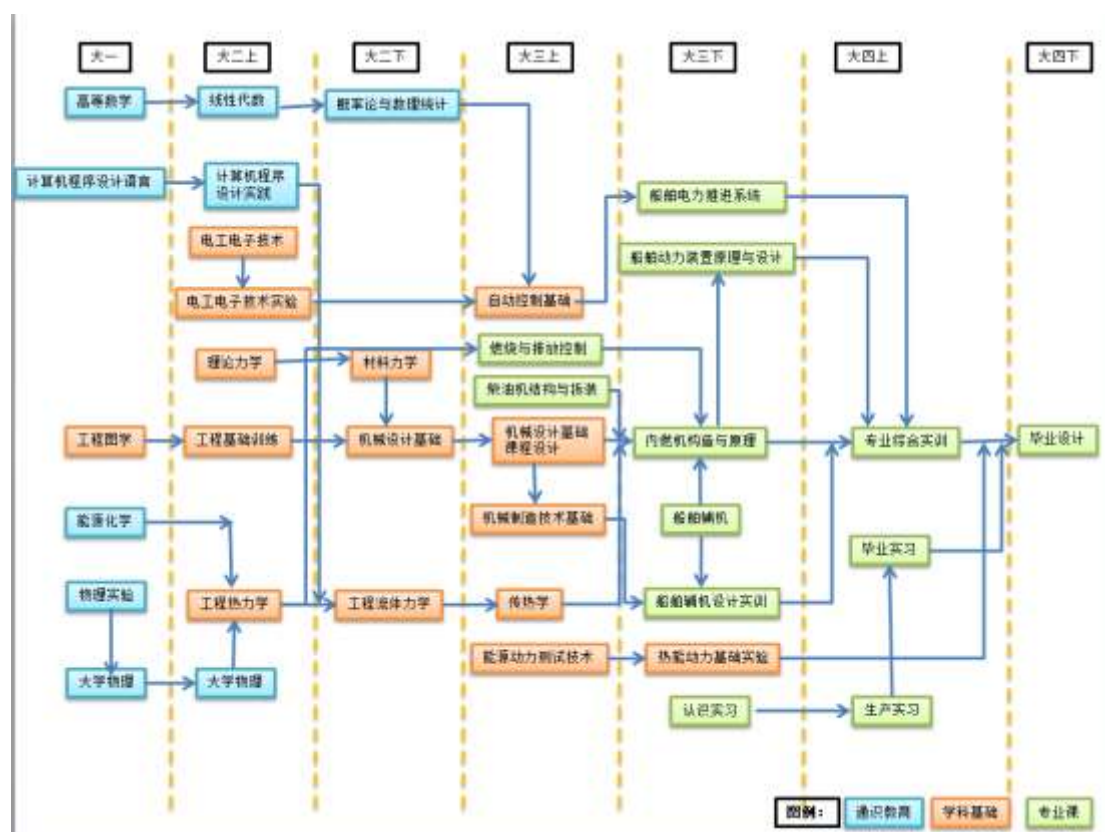 大一
大二上
大二下
大三上
大三下
大四上
大四下
高等数学
线性代数
概率论与数理统计
计算机程序设计语言
计算机程序
设计实践
船舶电力推进系统
电工电子技术
船舶动力装置原理与设计
电工电子技术实验
自动控制基础
理论力学
材料力学
燃烧与排动控制
柴油机结构与拆装
工程图学
工程基础训练
机械设计基础
机械设计基础
课程设计
内燃机构造与原理
专业综合实训
毕业设计
能源化学
机械制造技术基础
船舶辅机
毕业实习
物理实验
工程热力学
工程流体力学
传热学
船舶辅机设计实训
能源动力测试技术
热能动力基础实验
大学物理
大学物理
认识实习
生产实习
图例：
通识教育
学科基础
专业课